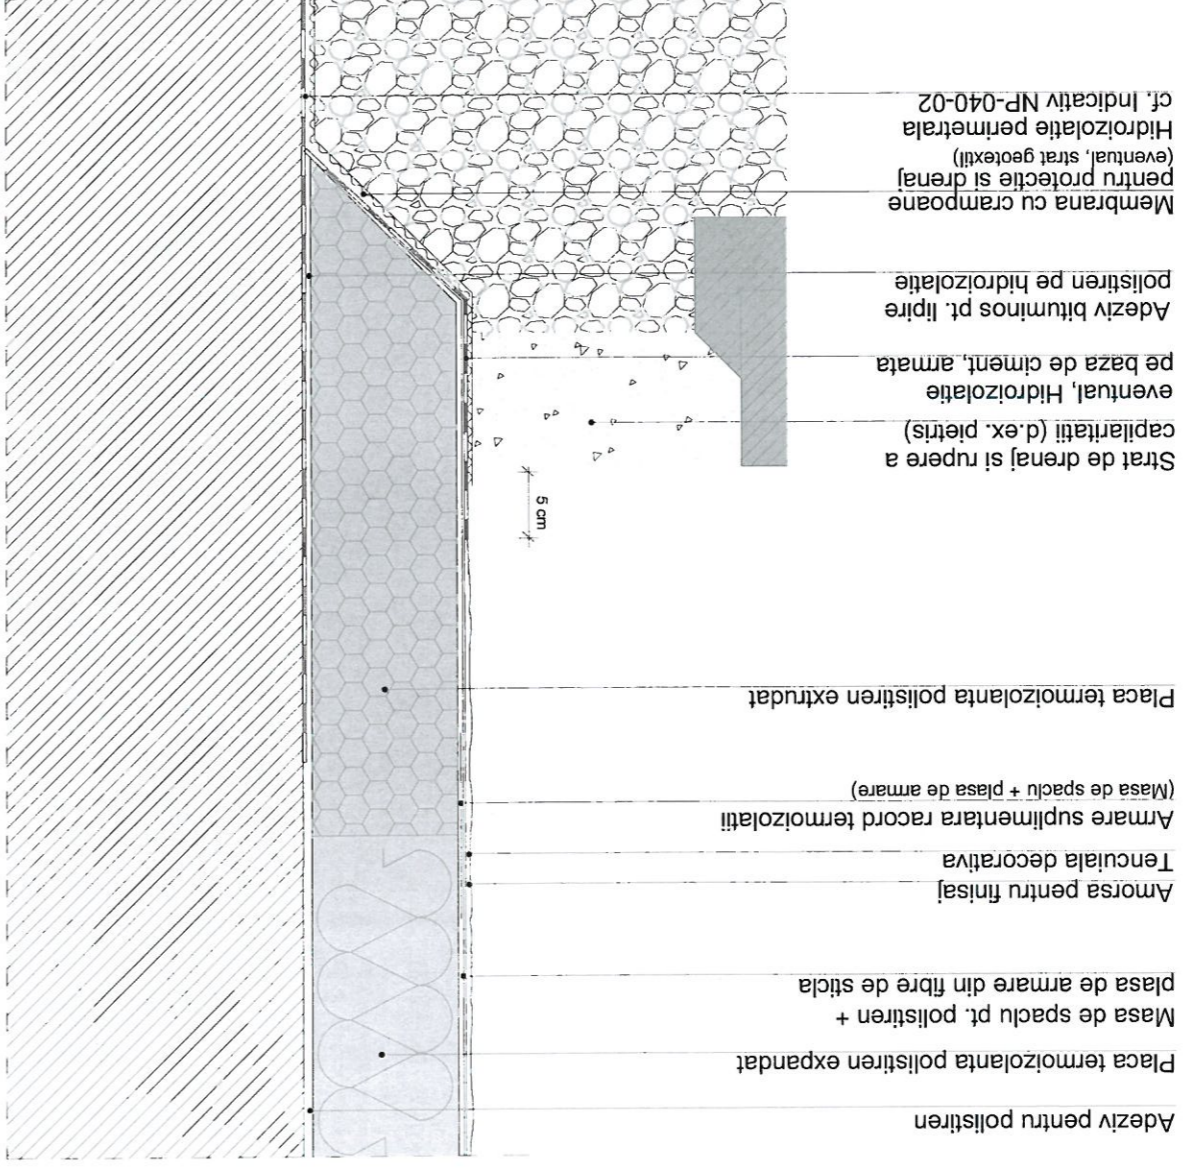 Adeziv pentru polistiren
Placa termoizolanta polistiren expandat
Masa de spaclu pt. polistiren +
plasa de armare din fibre de sticla
Amorsa pentru finisaj
Tencuiala decorativa
Armare suplimentara racord termoizolatii
(Masa de spaclu + plasa de armare)
Placa termoizolanta polistiren extrudat
5 cm
Strat de drenaj si rupere a
capilaritatii (d.ex. pietris)
eventual, Hidroizolatie
pe baza de ciment, armata
Adeziv bituminos pt. lipire
polistiren pe hidroizolatie
Membrana cu crampoane
pentru protectie si drenaj
(eventual, strat geotextil)
Hidroizolatie perimetrala
cf. Indicativ NP-040-02